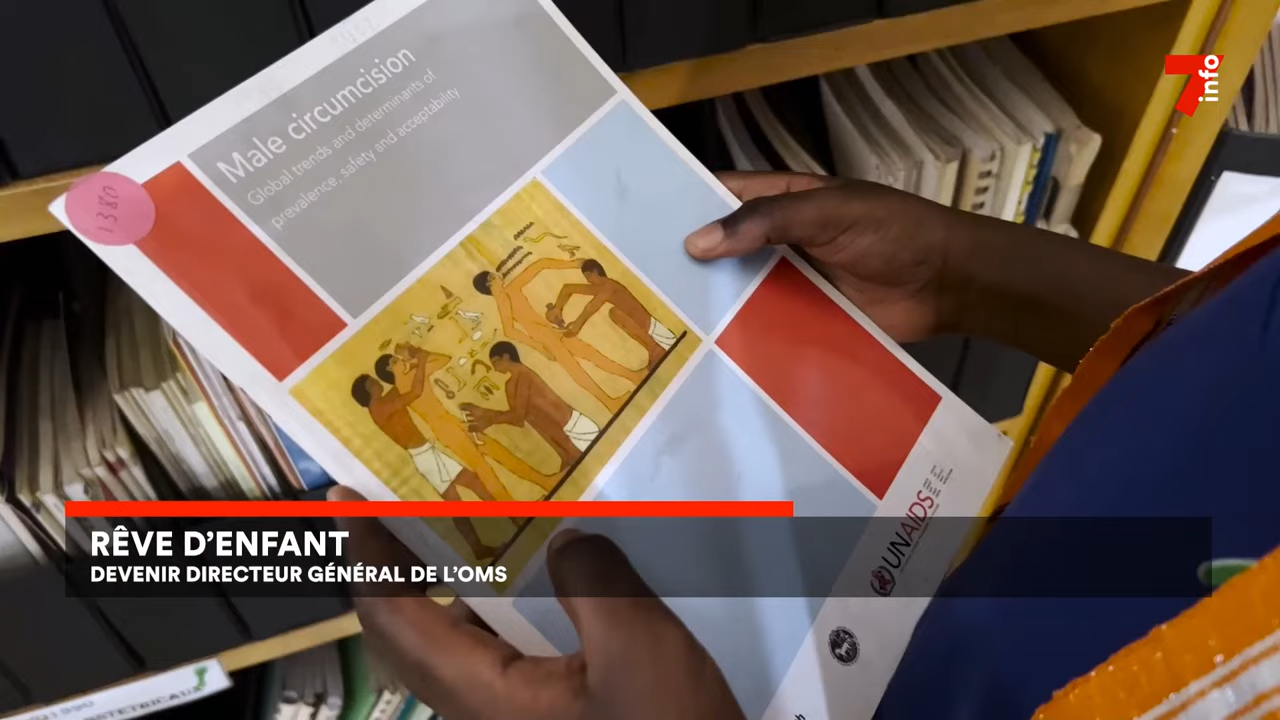 Male circumcision
Global trends and determinants of
prevalence, safety and acceptability
1380
7
info
UNAIDS
RÊVE D'ENFANT
DEVENIR DIRECTEUR GÉNÉRAL DE L'OMS